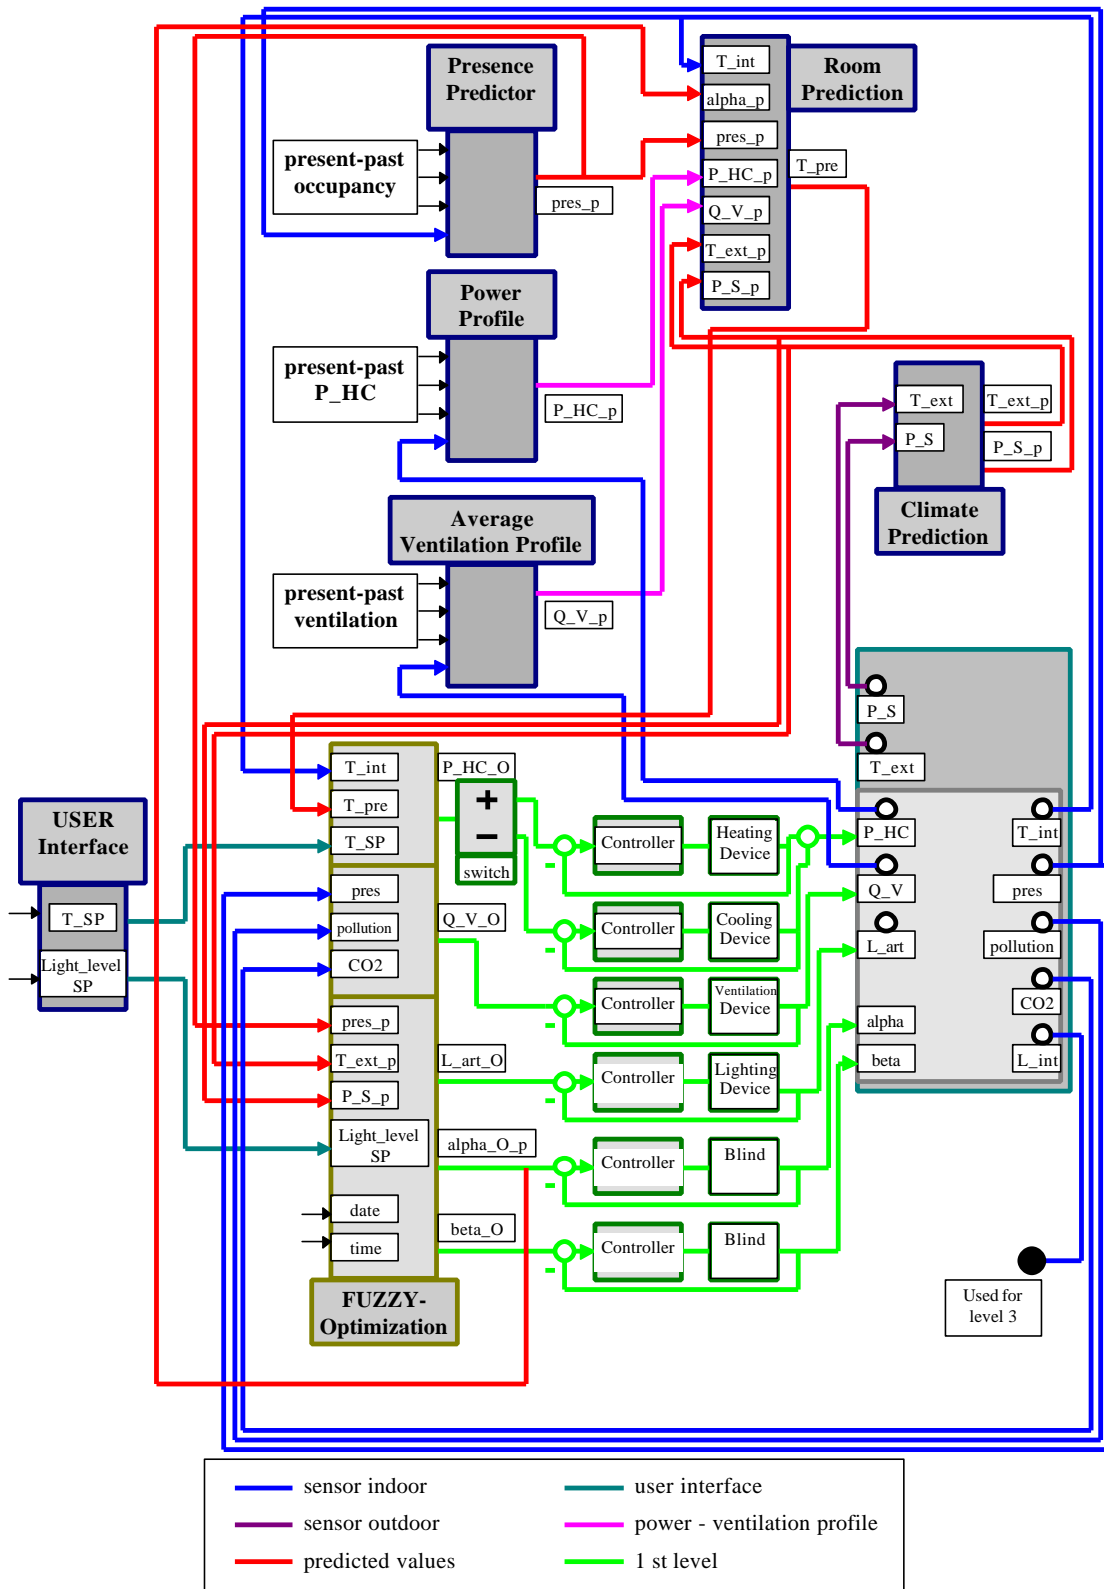 Presence
Predictor
T_int
Room
Prediction
alpha_p
pres_p
present-past
occupancy
P_HC_p
T_pre
pres_p
Q_V_p
T_ext_p
P_S_p
Power
Profile
present-past
P_HC
P_HC_p
T_ext
T_ext_p
P_S
P_S_p
Climate
Prediction
Average
Ventilation Profile
present-past
ventilation
Q_V_p
P_S
T_ext
T_int
P_HC_O
T_pre
+
−
T_SP
switch
USER
Interface
T_SP
Light_level
SP
Controller
Heating
Device
P_HC
T_int
pres
Q_V_O
pollution
CO2
Controller
Cooling
Device
Q_V
pres
L_art
pollution
Controller
Ventilation
Device
CO2
pres_p
alpha
T_ext_p
L_art_O
Controller
Lighting
Device
beta
L_int
P_S_p
Light_level
SP
alpha_O_p
Controller
Blind
date
time
beta_O
Controller
Blind
FUZZY-
Optimization
Used for
level 3
sensor indoor
user interface
sensor outdoor
power - ventilation profile
predicted values
1 st level